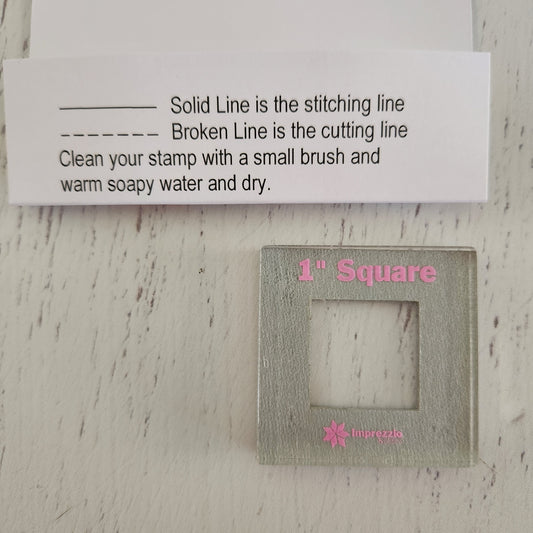 Solid Line is the stitching line
Broken Line is the cutting line
Clean your stamp with a small brush and
warm soapy water and dry.
1" Square
Imprezzio